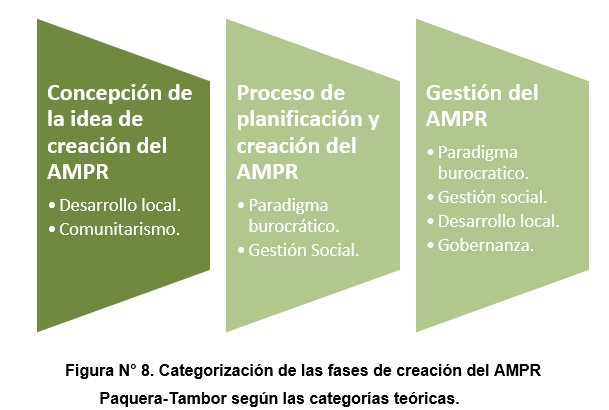 Concepción de
la idea de
creación del
AMPR
• Desarrollo local.
• Comunitarismo.
Proceso de
planificación y
creación del
AMPR
• Paradigma
burocrático.
• Gestión Social.
Gestión del
AMPR
• Paradigma
burocratico.
• Gestión social.
• Desarrollo local.
• Gobernanza.
Figura N° 8. Categorización de las fases de creación del AMPR
Paquera-Tambor según las categorías teóricas.